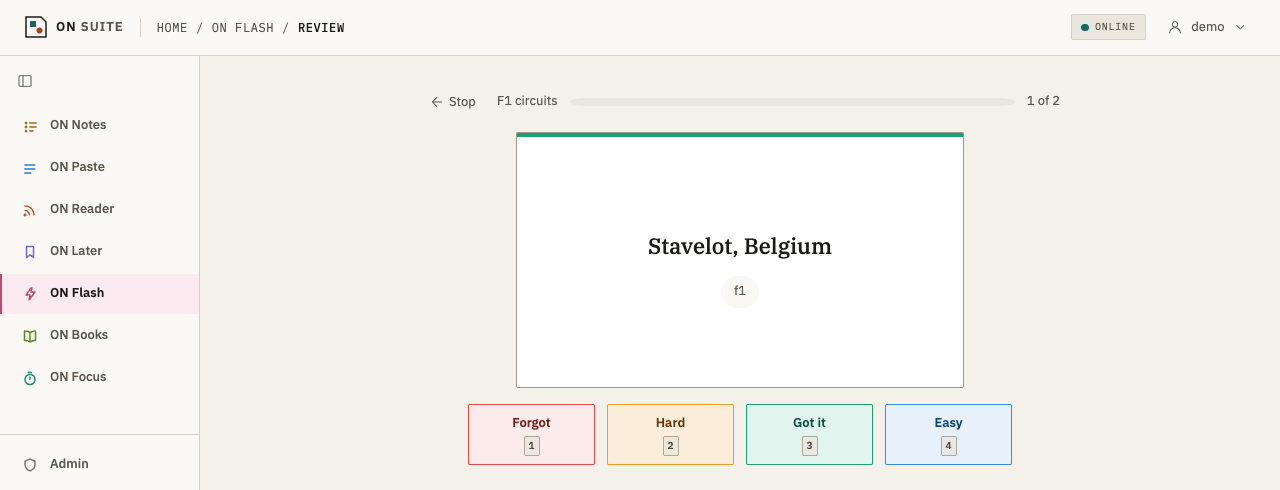 ON SUITE
HOME / ON FLASH / REVIEW
ONLINE
demo
ON Notes
ON Paste
ON Reader
ON Later
ON Flash
ON Books
ON Focus
Admin
Stop
F1 circuits
1 of 2
Stavelot, Belgium
f1
Forgot
1
Hard
2
Got it
3
Easy
4